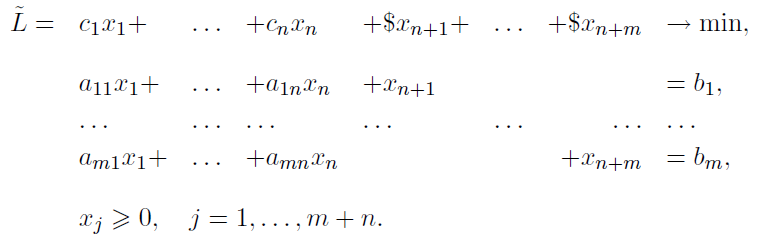 L̃ = c₁x₁+ … +cₙxₙ +$xₙ₊₁+ … +$xₙ₊ₘ → min,
a₁₁x₁+ … +a₁ₙxₙ +xₙ₊₁ = b₁,
… … … … … … …
aₘ₁x₁+ … +aₘₙxₙ +xₙ₊ₘ = bₘ,
xⱼ ⩾ 0, j = 1, …, m + n.